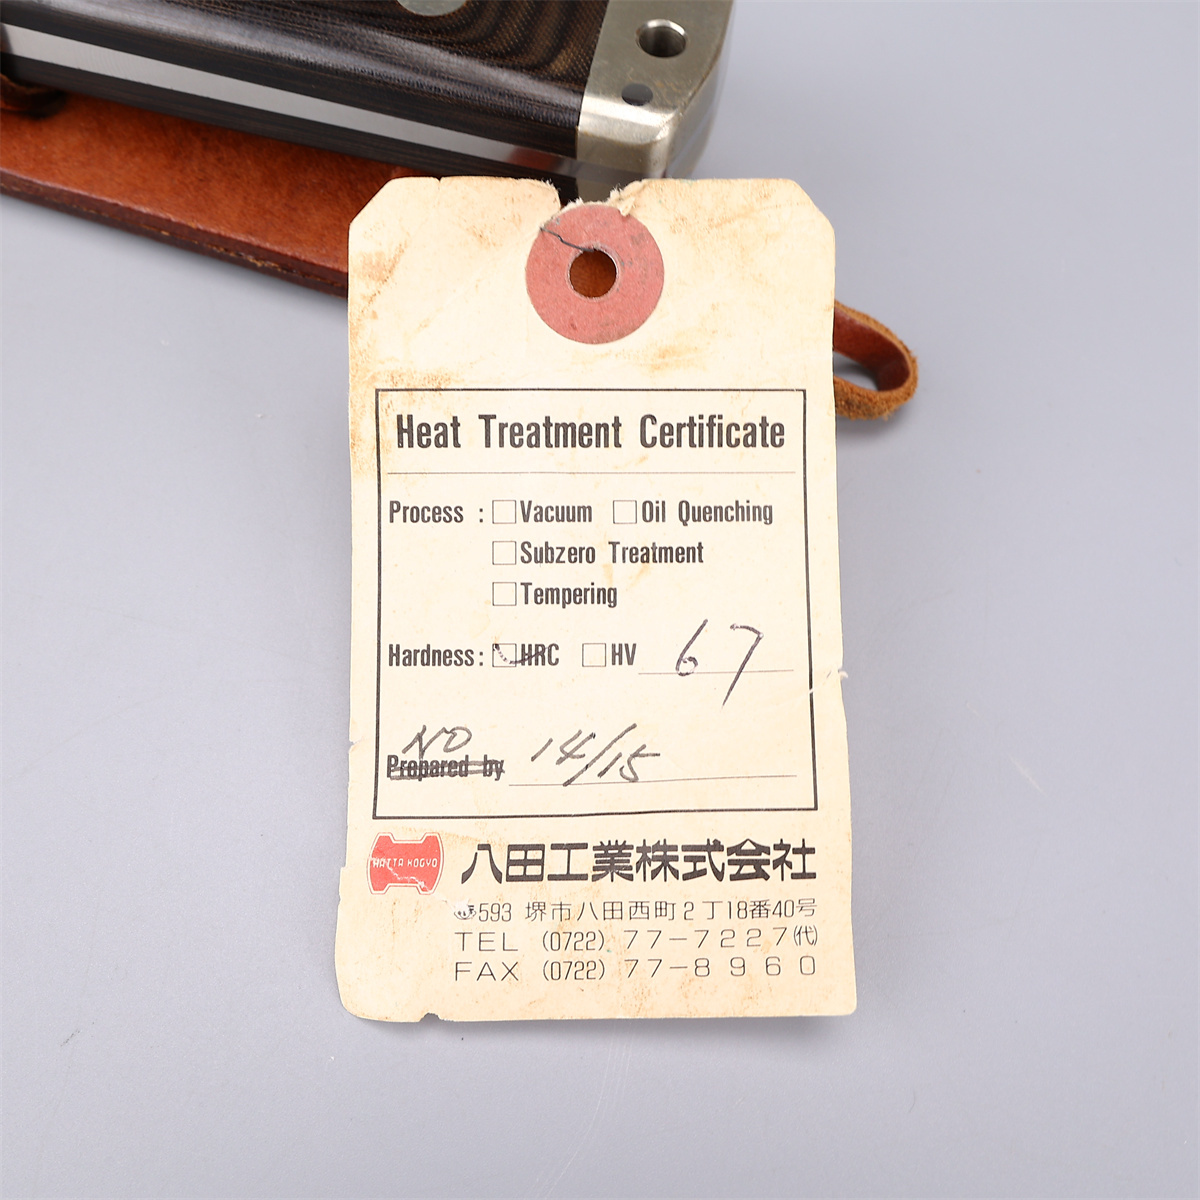 Heat Treatment Certificate
Process : □Vacuum □Oil Quenching
□Subzero Treatment
□Tempering
Hardness: ☑HRC □HV 67
NO
Prepared by 14/15
HATTA KOGYO
八田工業株式会社
〠593 堺市八田西町2丁18番40号
TEL (0722) 77-7227㈹
FAX (0722) 77-8960